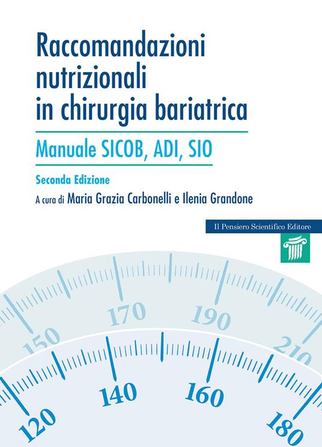 Raccomandazioni
nutrizionali
in chirurgia bariatrica
Manuale SICOB, ADI, SIO
Seconda Edizione
A cura di Maria Grazia Carbonelli e Ilenia Grandone
Il Pensiero Scientifico Editore
150
170
190
210
120
140
160
180